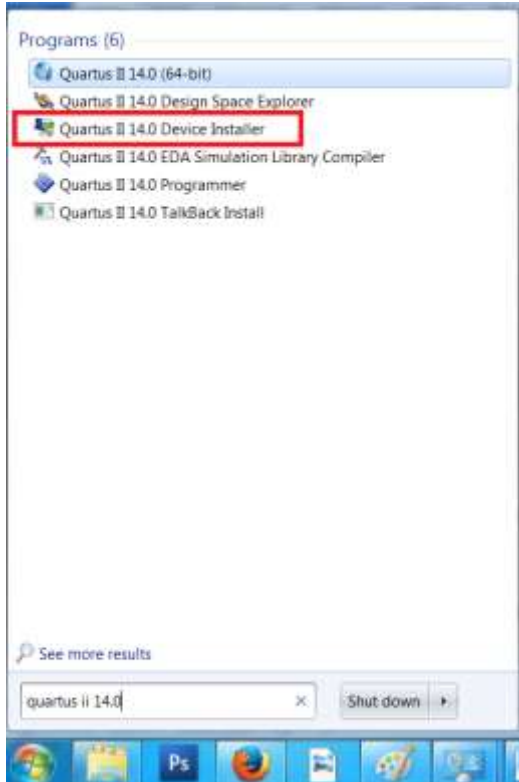 Programs (6)
Quartus II 14.0 (64-bit)
Quartus II 14.0 Design Space Explorer
Quartus II 14.0 Device Installer
Quartus II 14.0 EDA Simulation Library Compiler
Quartus II 14.0 Programmer
Quartus II 14.0 TalkBack Install
See more results
quartus ii 14.0
Shut down
Ps